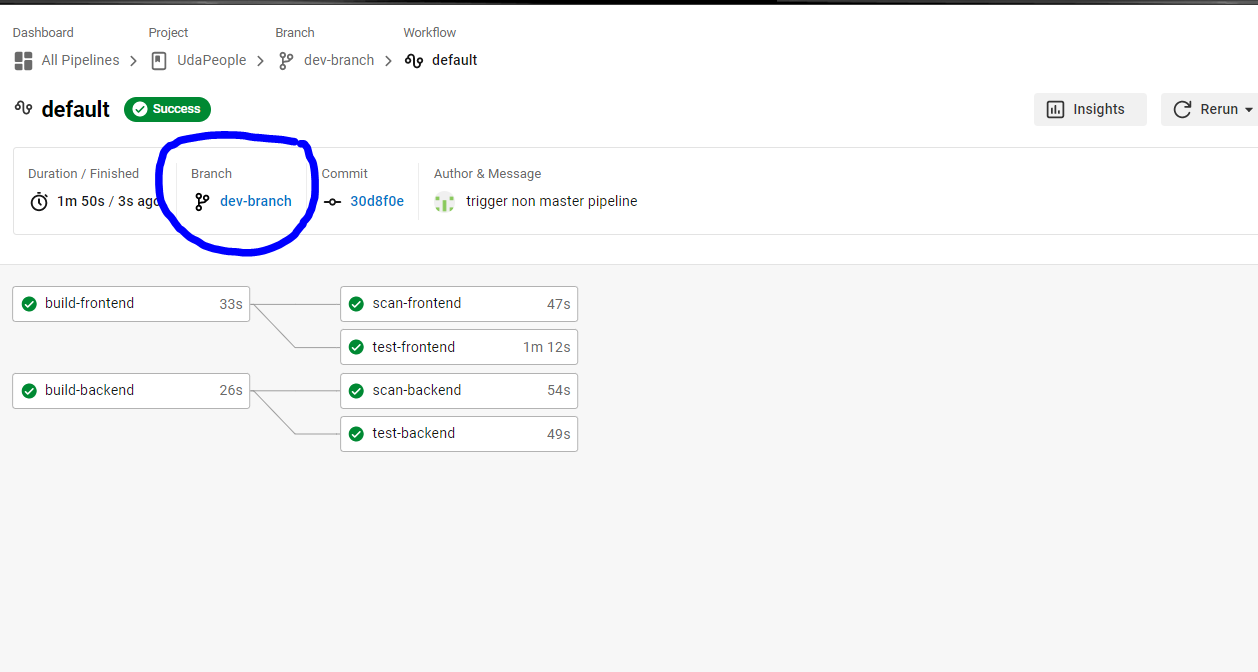 Dashboard Project Branch Workflow
All Pipelines UdaPeople dev-branch default
default Success Insights Rerun
Duration / Finished Branch Commit Author & Message
1m 50s / 3s ago dev-branch 30d8f0e trigger non master pipeline
build-frontend 33s scan-frontend 47s
test-frontend 1m 12s
build-backend 26s scan-backend 54s
test-backend 49s